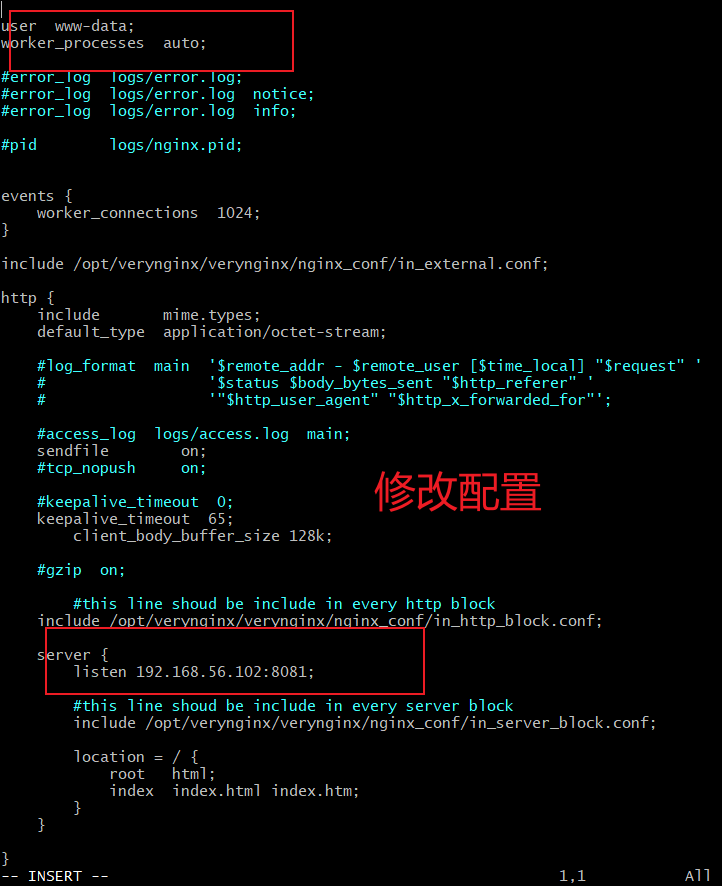 user  www-data;
worker_processes  auto;
#error_log  logs/error.log;
#error_log  logs/error.log  notice;
#error_log  logs/error.log  info;
#pid        logs/nginx.pid;
events {
    worker_connections  1024;
}
include /opt/verynginx/verynginx/nginx_conf/in_external.conf;
http {
    include       mime.types;
    default_type  application/octet-stream;
    #log_format  main  '$remote_addr - $remote_user [$time_local] "$request" '
    #                  '$status $body_bytes_sent "$http_referer" '
    #                  '"$http_user_agent" "$http_x_forwarded_for"';
    #access_log  logs/access.log  main;
    sendfile        on;
    #tcp_nopush     on;
修改配置
    #keepalive_timeout  0;
    keepalive_timeout  65;
        client_body_buffer_size 128k;
    #gzip  on;
        #this line shoud be include in every http block
    include /opt/verynginx/verynginx/nginx_conf/in_http_block.conf;
    server {
        listen 192.168.56.102:8081;
        #this line shoud be include in every server block
        include /opt/verynginx/verynginx/nginx_conf/in_server_block.conf;
        location = / {
            root   html;
            index  index.html index.htm;
        }
    }
}
-- INSERT --                                                  1,1           All